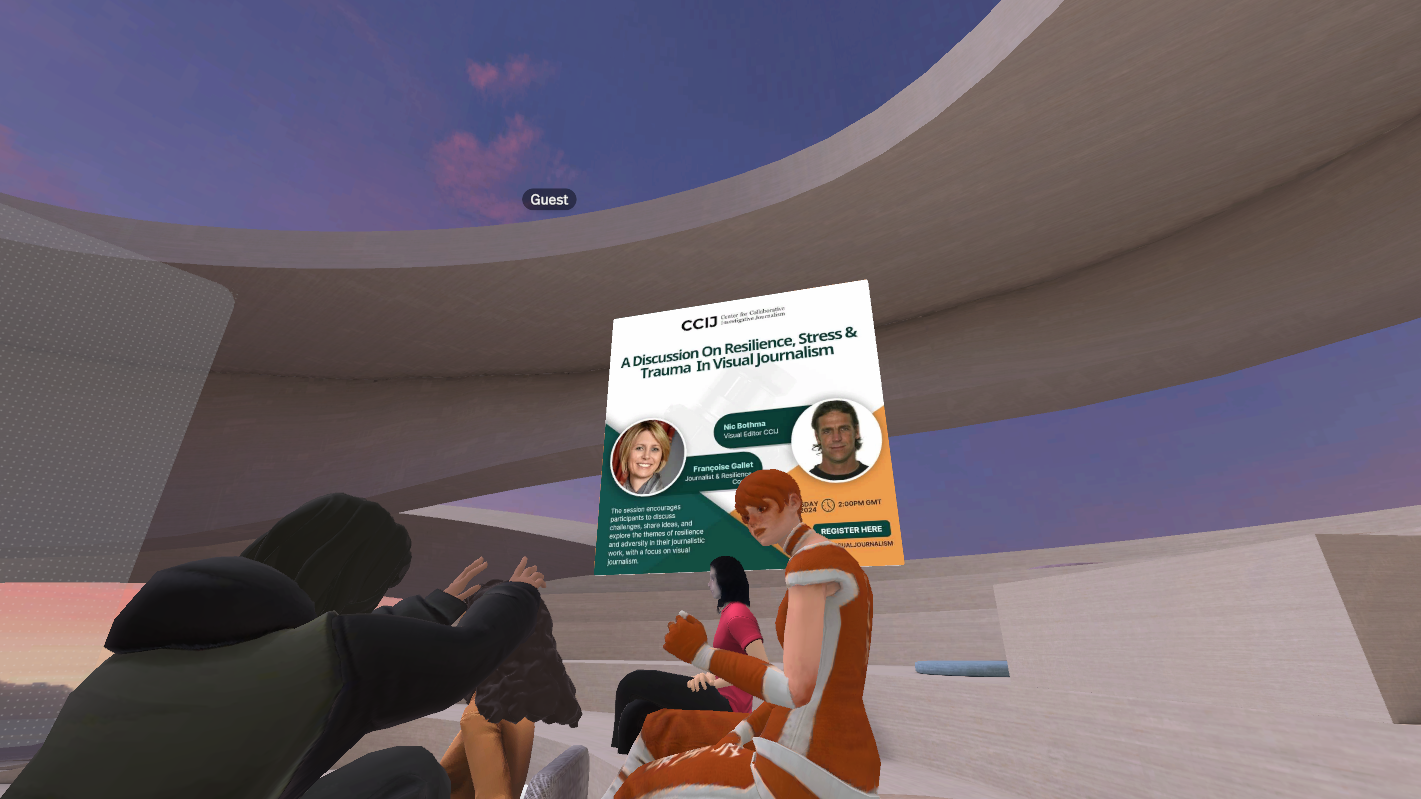 Guest
CCIJ
Center for Collaborative
Investigative Journalism
A Discussion On Resilience, Stress &
Trauma In Visual Journalism
Nic Bothma
Visual Editor CCIJ
Françoise Gallet
Journalist & Resilience
The session encourages
participants to discuss
challenges, share ideas, and
explore the themes of resilience
and adversity in their journalistic
work, with a focus on visual
journalism.
2024
2:00PM GMT
REGISTER HERE